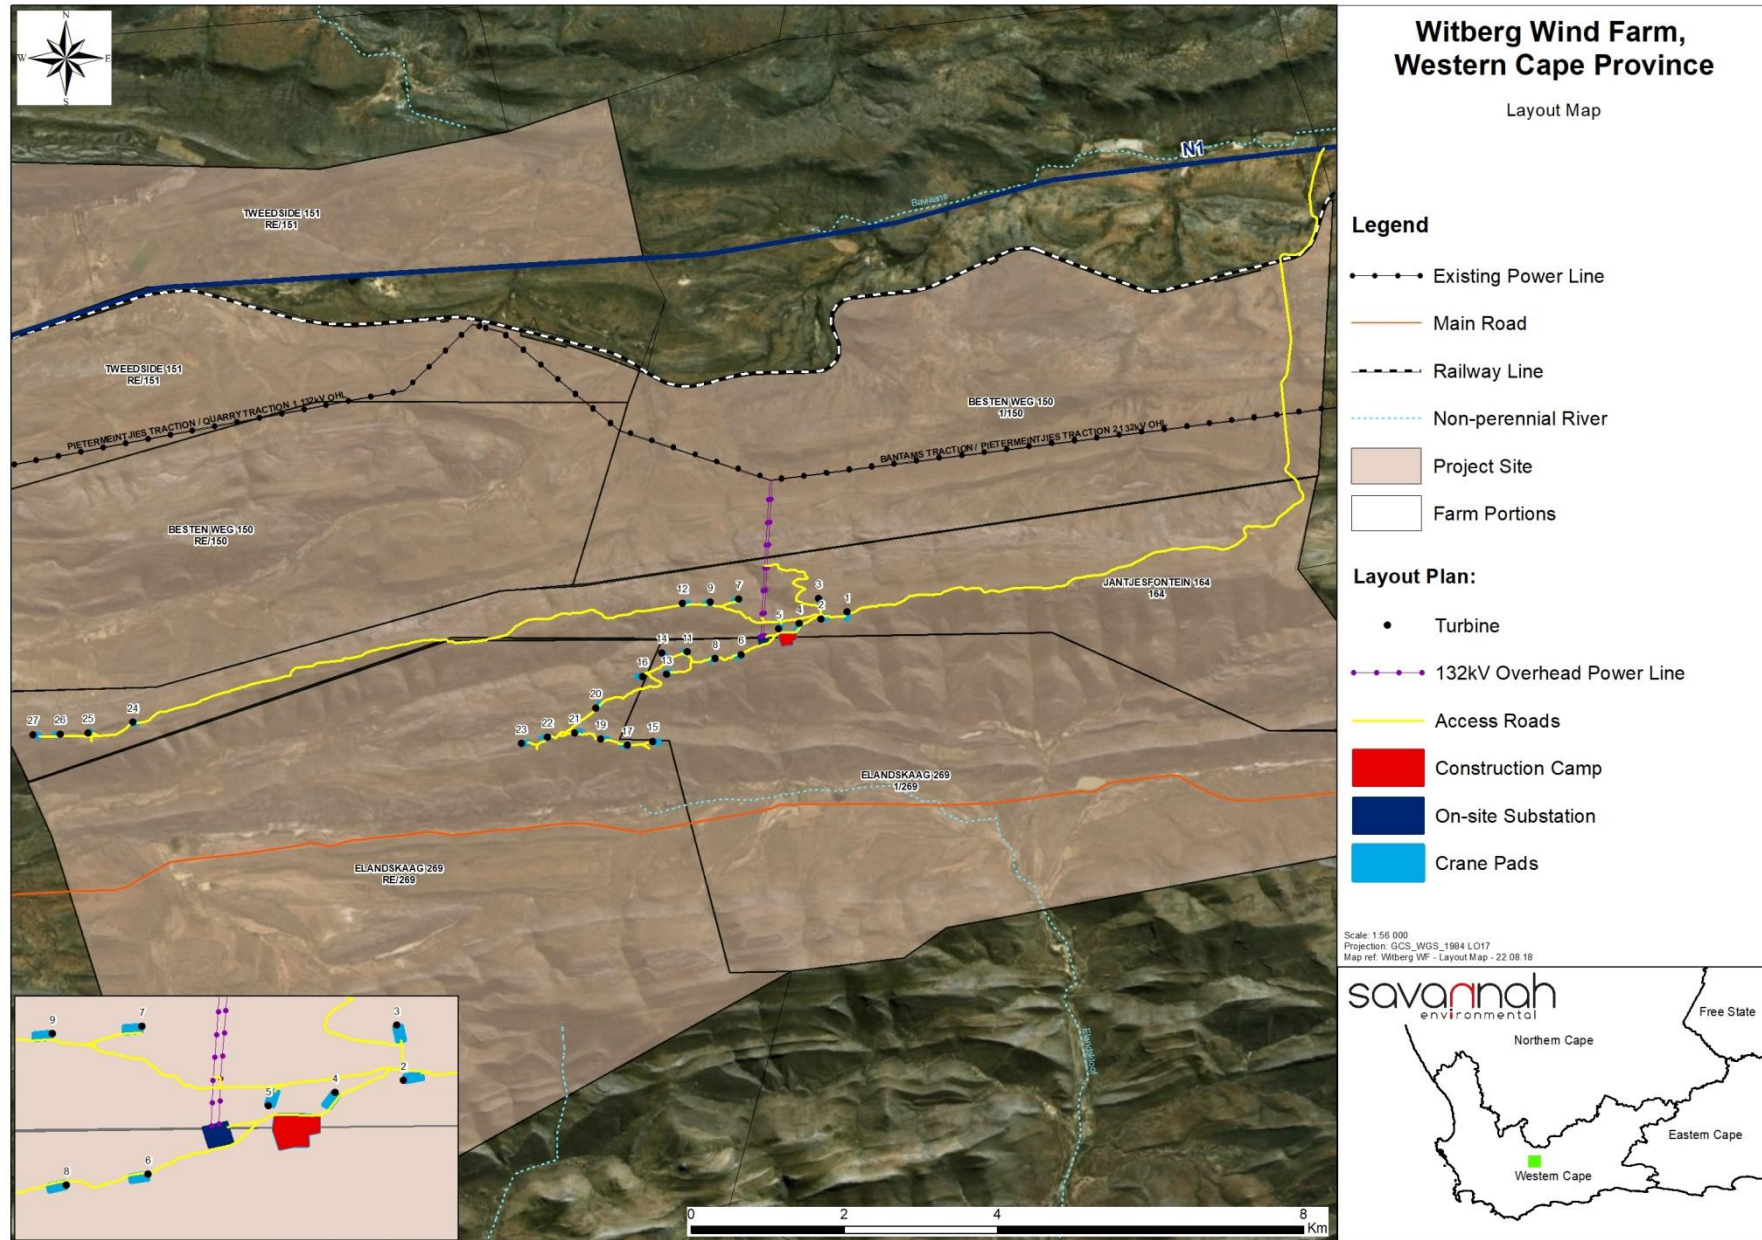 Witberg Wind Farm,
Western Cape Province
Layout Map
Legend
Existing Power Line
Main Road
Railway Line
Non-perennial River
Project Site
Farm Portions
Layout Plan:
Turbine
132kV Overhead Power Line
Access Roads
Construction Camp
On-site Substation
Crane Pads
Scale: 1:56 000
Projection: GCS_WGS_1984 LO17
Map ref: Witberg WF - Layout Map - 22.08.18
savannah
environmental
Northern Cape
Free State
Eastern Cape
Western Cape
N
W
E
S
N1
Baviaans
TWEEDSIDE 151
RE/151
TWEEDSIDE 151
RE/151
PIETERMEINTJIES TRACTION / QUARRY TRACTION 1 132kV OHL
BESTEN WEG 150
1/150
BANTAMS TRACTION / PIETERMEINTJIES TRACTION 2 132kV OHL
BESTEN WEG 150
RE/150
JANTJESFONTEIN 164
164
12
9
7
3
2
1
5
4
14
11
8
6
16
13
20
24
27
26
25
23
22
21
19
17
15
ELANDSKAAG 269
1/269
ELANDSKAAG 269
RE/269
Elandskloof
9
7
3
2
5
4
8
6
0
2
4
8
Km